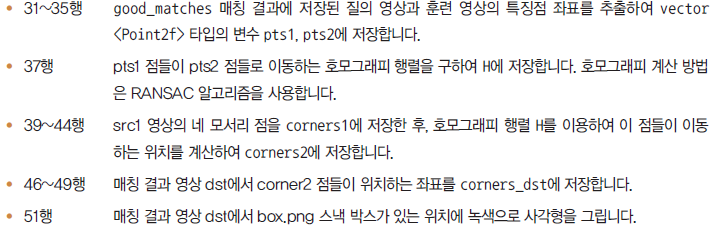 • 31~35행 good_matches 매칭 결과에 저장된 질의 영상과 훈련 영상의 특징점 좌표를 추출하여 vector
<Point2f> 타입의 변수 pts1, pts2에 저장합니다.
• 37행 pts1 점들이 pts2 점들로 이동하는 호모그래피 행렬을 구하여 H에 저장합니다. 호모그래피 계산 방법
은 RANSAC 알고리즘을 사용합니다.
• 39~44행 src1 영상의 네 모서리 점을 corners1에 저장한 후, 호모그래피 행렬 H를 이용하여 이 점들이 이동
하는 위치를 계산하여 corners2에 저장합니다.
• 46~49행 매칭 결과 영상 dst에서 corner2 점들이 위치하는 좌표를 corners_dst에 저장합니다.
• 51행 매칭 결과 영상 dst에서 box.png 스낵 박스가 있는 위치에 녹색으로 사각형을 그립니다.